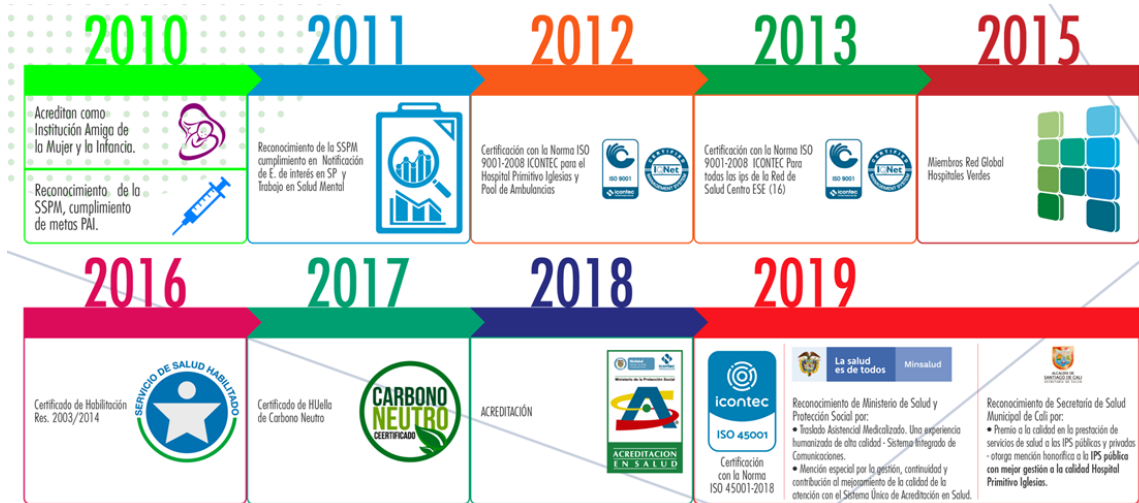 2010
Acreditan como
Institución Amiga de
la Mujer y la Infancia.
Reconocimiento de la
SSPM, cumplimiento
de metas PAI.
2011
Reconocimiento de la SSPM
cumplimiento en Notificación
de E. de interés en SP y
Trabajo en Salud Mental
2012
Certificación con la Norma ISO
9001-2008 ICONTEC para el
Hospital Primitivo Iglesias y
Pool de Ambulancias
ISO 9001
icontec
CERTIFIED
IQNet
MANAGEMENT SYSTEM
2013
Certificación con la Norma ISO
9001-2008 ICONTEC Para
todas las ips de la Red de
Salud Centro ESE (16)
ISO 9001
icontec
CERTIFIED
IQNet
MANAGEMENT SYSTEM
2015
Miembros Red Global
Hospitales Verdes
2016
Certificado de Habilitación
Res. 2003/2014
SERVICIO DE SALUD HABILITADO
2017
Certificado de HUella
de Carbono Neutro
CARBONO
NEUTRO
CEERTIFICADO
2018
ACREDITACIÓN
Ministerio de la Protección Social
ACREDITACION
EN SALUD
2019
icontec
ISO 45001
Certificación
con la Norma
ISO 45001-2018
La salud
es de todos
Minsalud
Reconocimiento de Ministerio de Salud y
Protección Social por:
• Traslado Asistencial Medicalizado. Una experiencia
humanizada de alta calidad - Sistema Integrado de
Comunicaciones.
• Mención especial por la gestión, continuidad y
contribución al mejoramiento de la calidad de la
atención con el Sistema Único de Acreditación en Salud.
ALCALDÍA DE
SANTIAGO DE CALI
Reconocimiento de Secretaría de Salud
Municipal de Cali por:
• Premio a la calidad en la prestación de
servicios de salud a las IPS públicas y privadas
- otorga mención honorifica a la IPS pública
con mejor gestión a la calidad Hospital
Primitivo Iglesias.